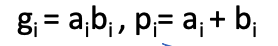 gᵢ = aᵢbᵢ , pᵢ= aᵢ + bᵢ